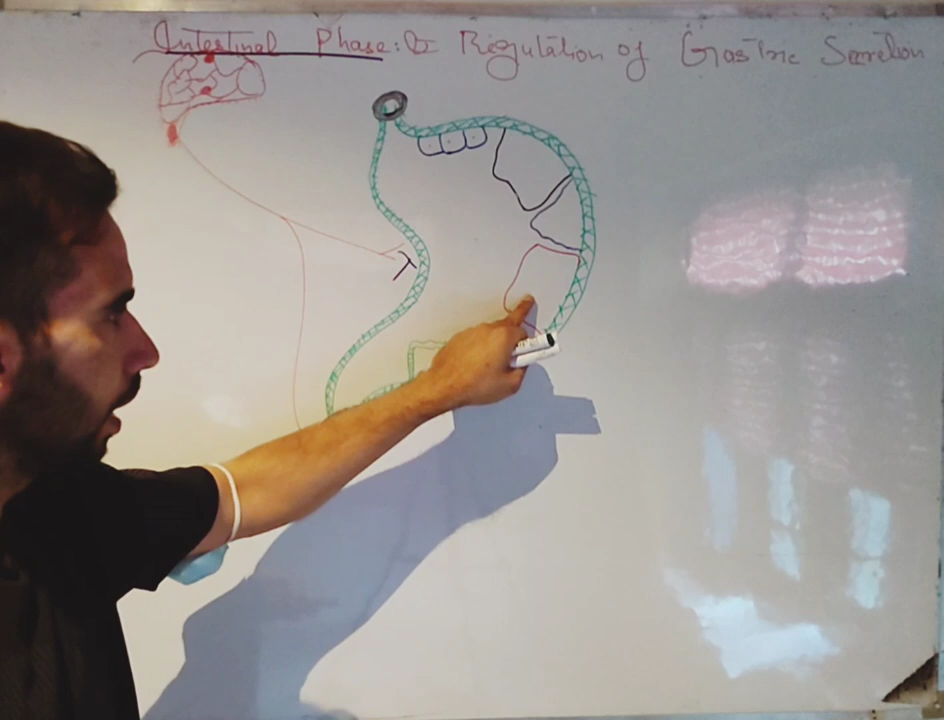 Intestinal Phase:- Regulation of Gastric Secretion